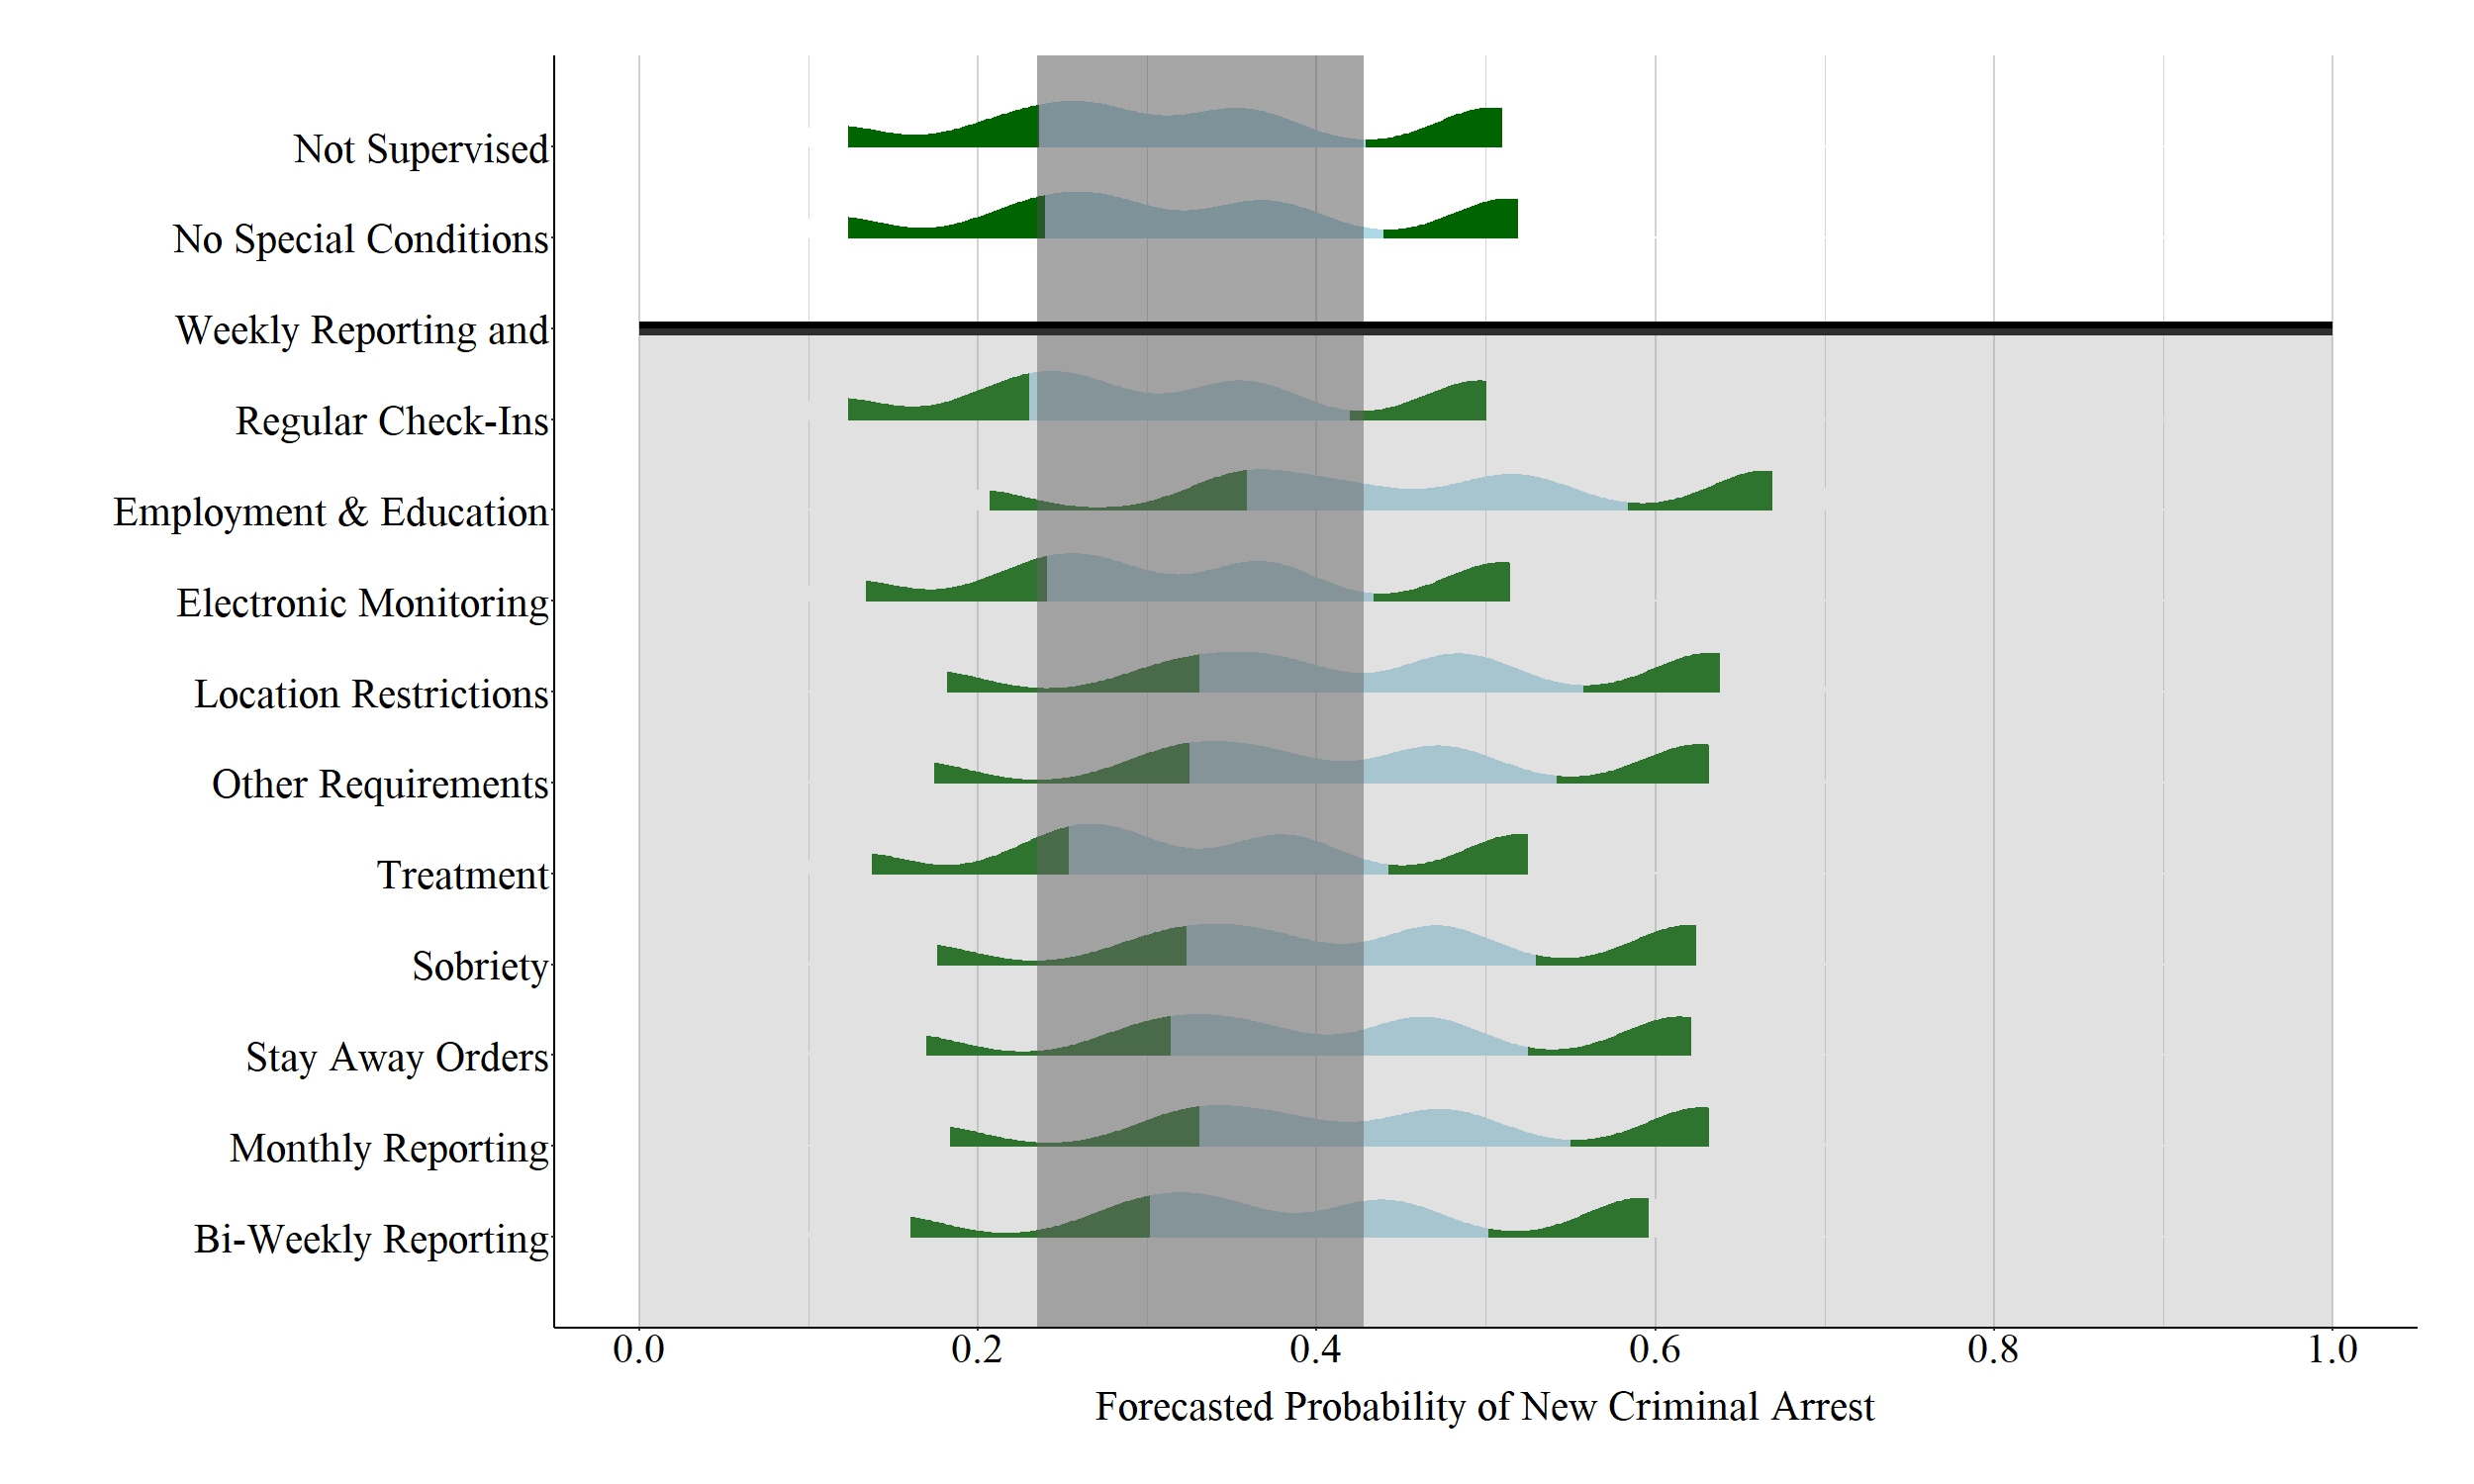 Not Supervised
No Special Conditions
Weekly Reporting and
Regular Check-Ins
Employment & Education
Electronic Monitoring
Location Restrictions
Other Requirements
Treatment
Sobriety
Stay Away Orders
Monthly Reporting
Bi-Weekly Reporting
0.0 0.2 0.4 0.6 0.8 1.0
Forecasted Probability of New Criminal Arrest